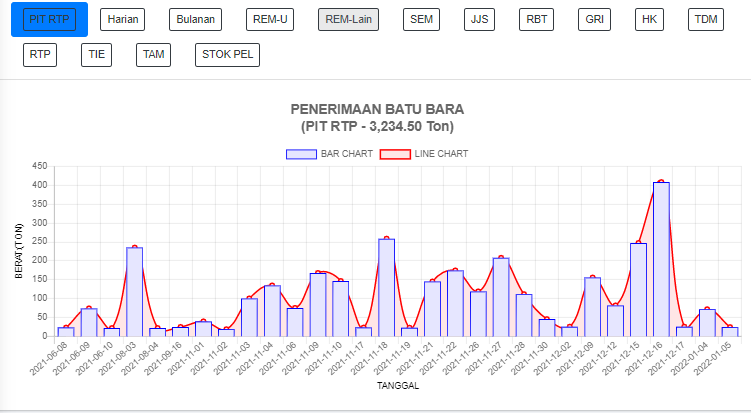 PIT RTP Harian Bulanan REM-U REM-Lain SEM JJS RBT GRI HK TDM
RTP TIE TAM STOK PEL
PENERIMAAN BATU BARA
(PIT RTP - 3,234.50 Ton)
BAR CHART LINE CHART
450
400
350
300
250
200
150
100
50
0
BERAT(TON)
2021-06-08 2021-06-09 2021-06-10 2021-08-03 2021-08-04 2021-09-16 2021-11-01 2021-11-02 2021-11-03 2021-11-04 2021-11-06 2021-11-09 2021-11-10 2021-11-17 2021-11-18 2021-11-19 2021-11-21 2021-11-22 2021-11-26 2021-11-27 2021-11-28 2021-11-30 2021-12-02 2021-12-09 2021-12-12 2021-12-15 2021-12-16 2021-12-17 2022-01-04 2022-01-05
TANGGAL